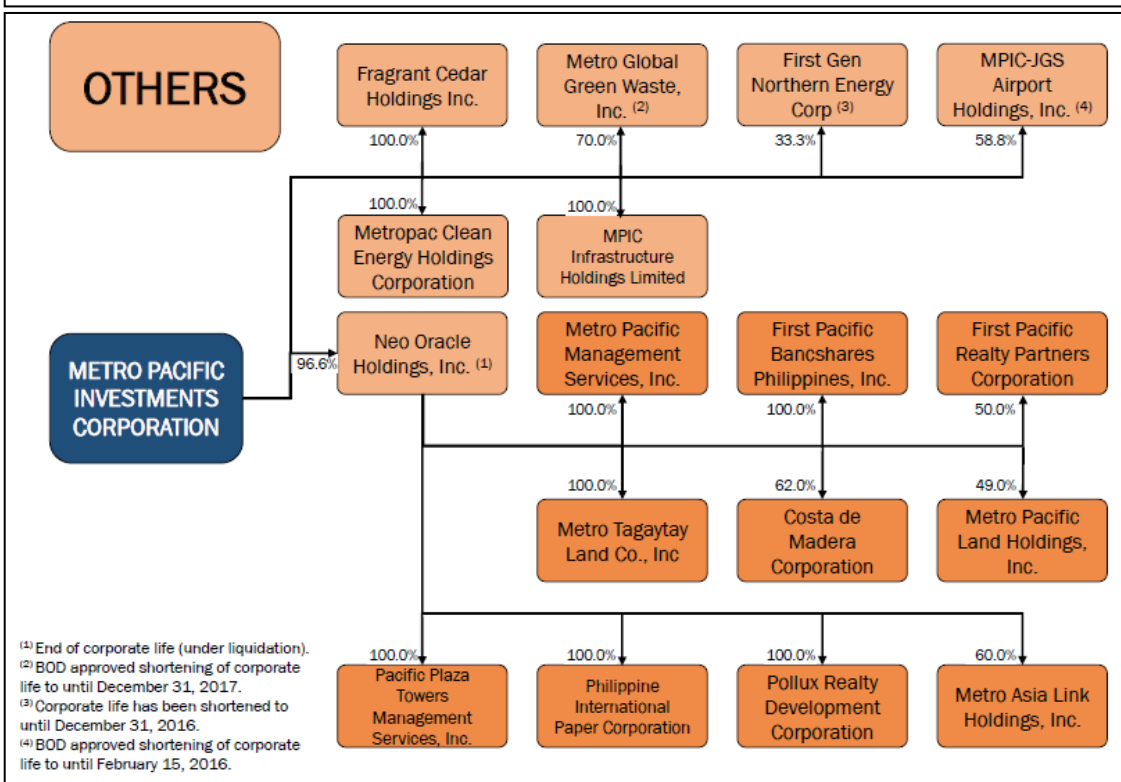 OTHERS
Fragrant Cedar
Holdings Inc.
Metro Global
Green Waste,
Inc. (2)
First Gen
Northern Energy
Corp (3)
MPIC-JGS
Airport
Holdings, Inc. (4)
100.0%
70.0%
33.3%
58.8%
100.0%
100.0%
Metropac Clean
Energy Holdings
Corporation
MPIC
Infrastructure
Holdings Limited
METRO PACIFIC
INVESTMENTS
CORPORATION
96.6%
Neo Oracle
Holdings, Inc. (1)
Metro Pacific
Management
Services, Inc.
First Pacific
Bancshares
Philippines, Inc.
First Pacific
Realty Partners
Corporation
100.0%
100.0%
50.0%
100.0%
62.0%
49.0%
Metro Tagaytay
Land Co., Inc
Costa de
Madera
Corporation
Metro Pacific
Land Holdings,
Inc.
100.0%
100.0%
100.0%
60.0%
Pacific Plaza
Towers
Management
Services, Inc.
Philippine
International
Paper Corporation
Pollux Realty
Development
Corporation
Metro Asia Link
Holdings, Inc.
(1) End of corporate life (under liquidation).
(2) BOD approved shortening of corporate
life to until December 31, 2017.
(3) Corporate life has been shortened to
until December 31, 2016.
(4) BOD approved shortening of corporate
life to until February 15, 2016.